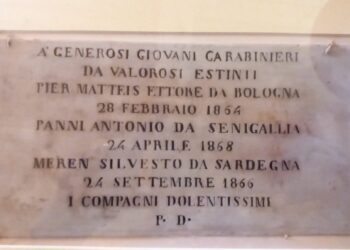 A' GENEROSI GIOVANI CARABINIERI
DA VALOROSI ESTINTI
PIER MATTEIS ETTORE DA BOLOGNA
28 FEBBRAIO 1864
PANNI ANTONIO DA SENIGALLIA
24 APRILE 1868
MEREN' SILVESTO DA SARDEGNA
24 SETTEMBRE 1866
I COMPAGNI DOLENTISSIMI
P. D.